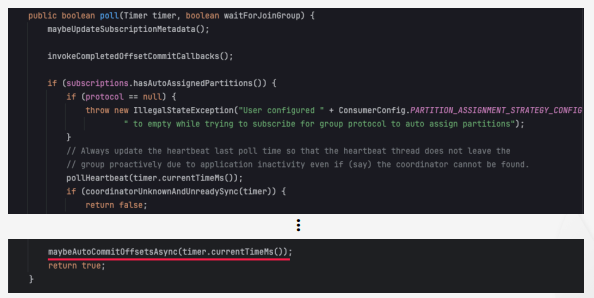 public boolean poll(Timer timer, boolean waitForJoinGroup) {
maybeUpdateSubscriptionMetadata();
invokeCompletedOffsetCommitCallbacks();
if (subscriptions.hasAutoAssignedPartitions()) {
if (protocol == null) {
throw new IllegalStateException("User configured " + ConsumerConfig.PARTITION_ASSIGNMENT_STRATEGY_CONFIG
" to empty while trying to subscribe for group protocol to auto assign partitions");
}
// Always update the heartbeat last poll time so that the heartbeat thread does not leave the
// group proactively due to application inactivity even if (say) the coordinator cannot be found.
pollHeartbeat(timer.currentTimeMs());
if (coordinatorUnknownAndUnreadySync(timer)) {
return false;
maybeAutoCommitOffsetsAsync(timer.currentTimeMs());
return true;
}